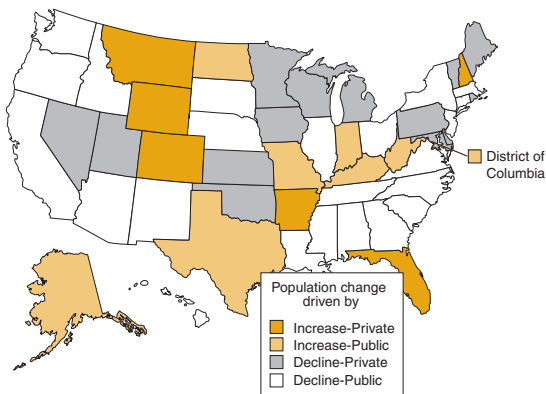 District of
Columbia
Population change
driven by
Increase-Private
Increase-Public
Decline-Private
Decline-Public